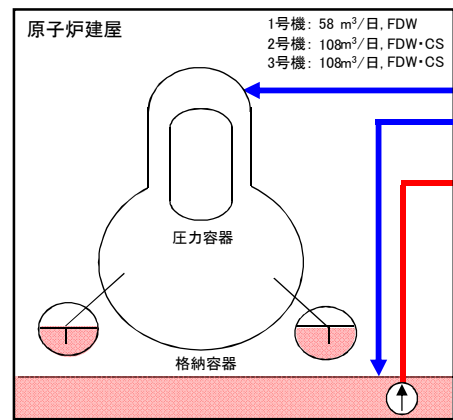 原子炉建屋
1号機: 58 m³/日, FDW
2号機: 108m³/日, FDW・CS
3号機: 108m³/日, FDW・CS
圧力容器
格納容器